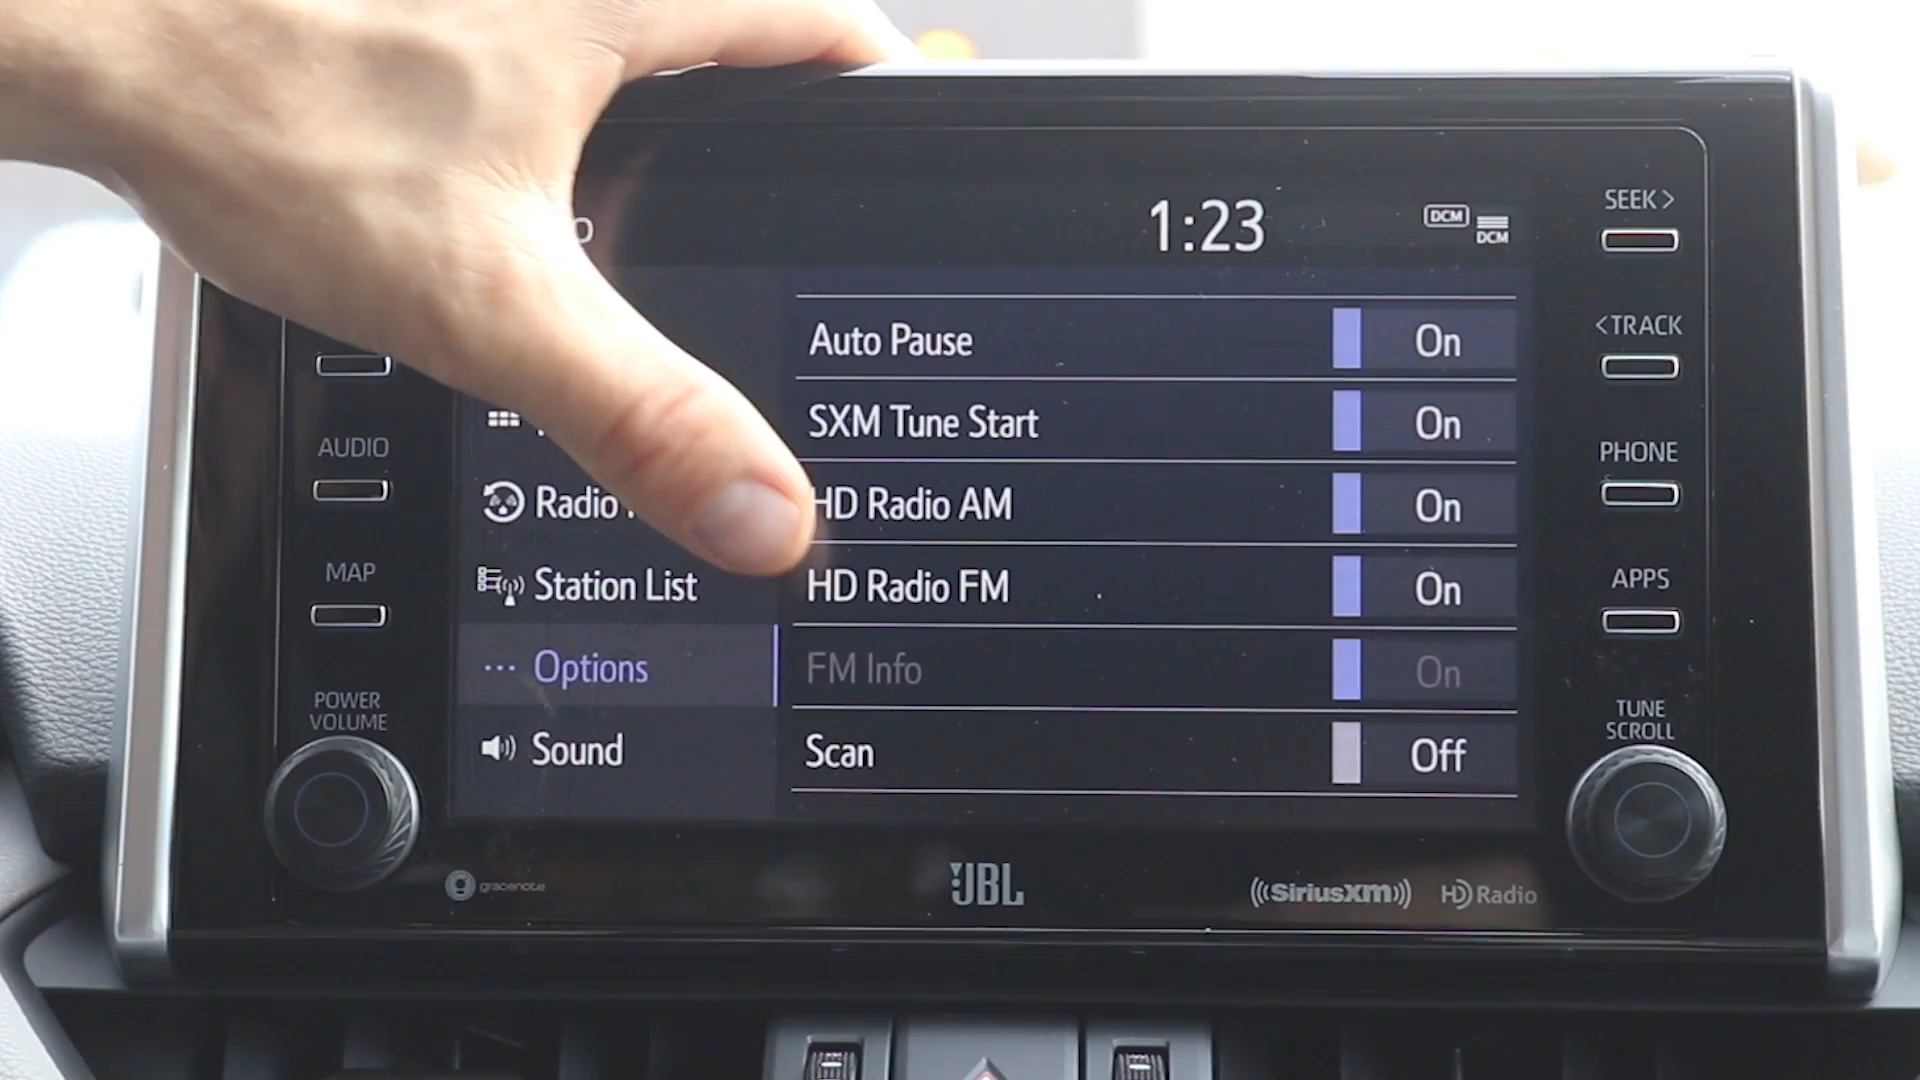 1:23
DCM
DCM
SEEK >
Auto Pause On
<TRACK
SXM Tune Start On
AUDIO
PHONE
Radio
HD Radio AM On
MAP
Station List
HD Radio FM On
APPS
Options
FM Info On
POWER
VOLUME
TUNE
SCROLL
Sound
Scan Off
gracenote
JBL
((SiriusXM))
HD Radio